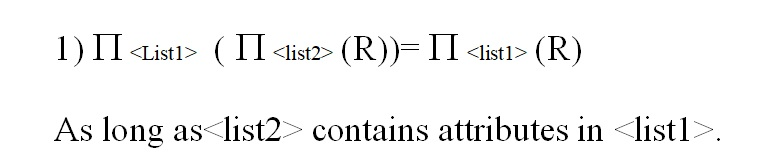 1) Π <List1> ( Π <list2> (R))= Π <list1> (R)
As long as<list2> contains attributes in <list1>.